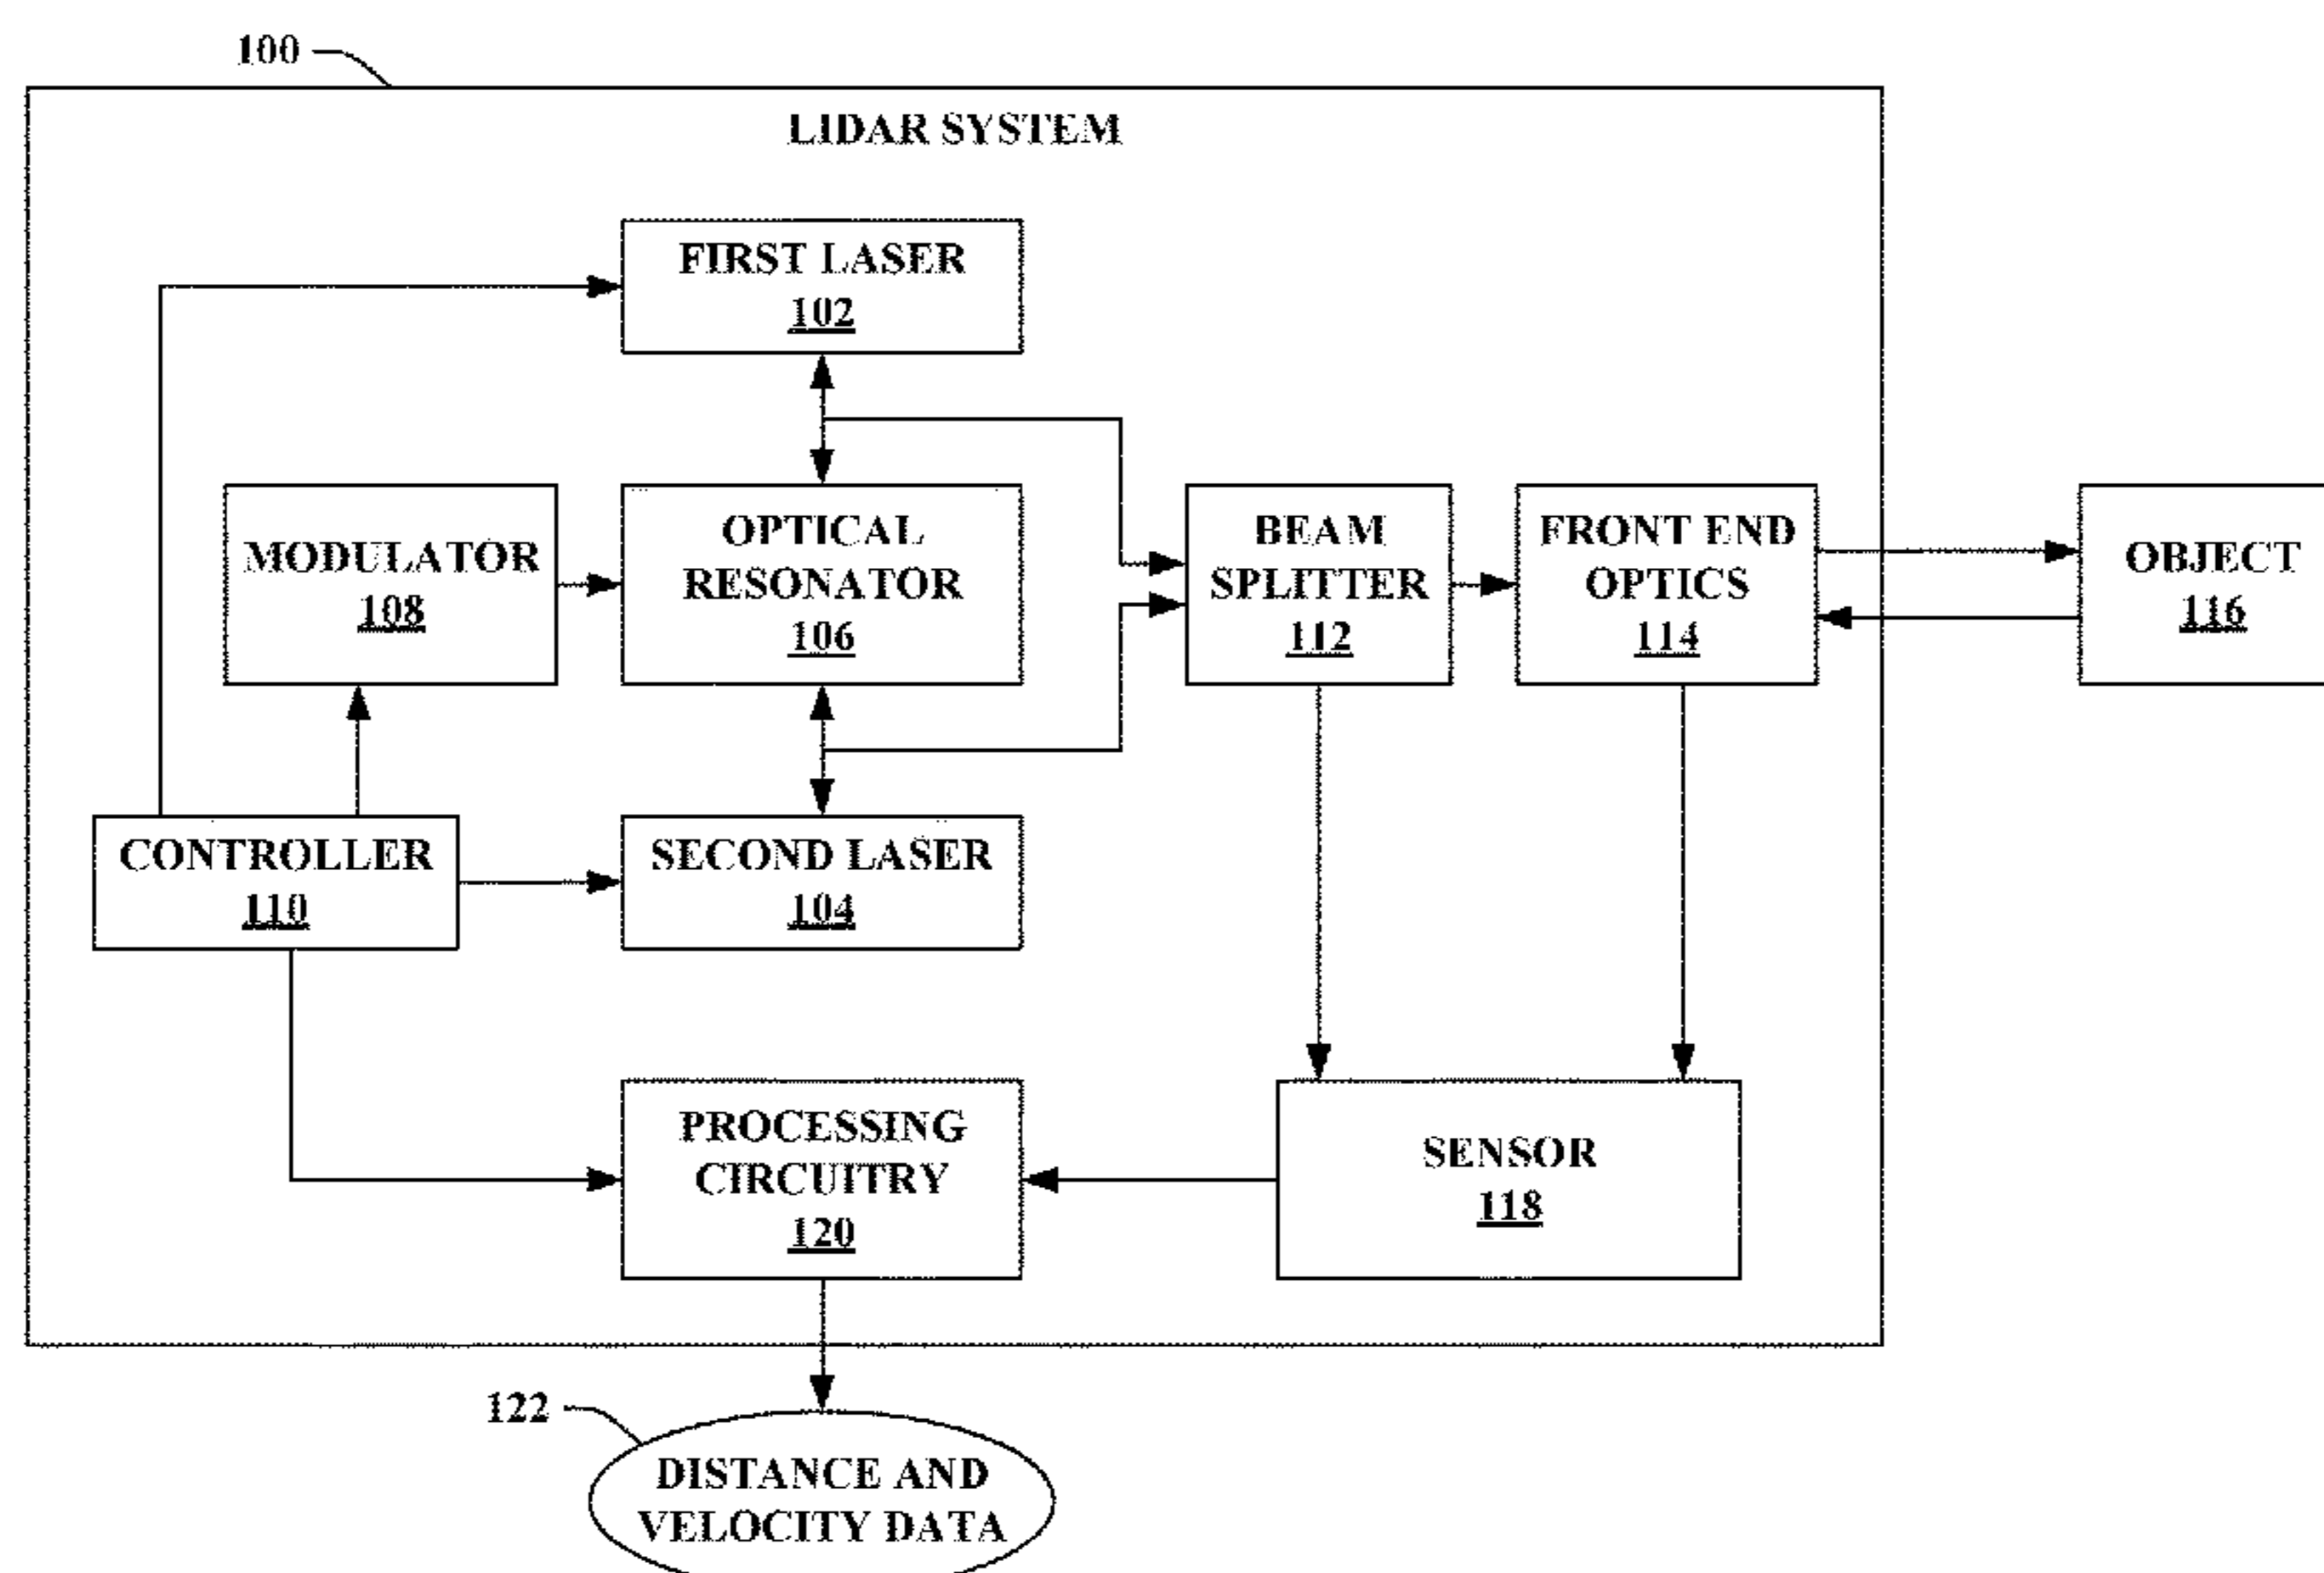 100
LIDAR SYSTEM
FIRST LASER
102
MODULATOR
108
OPTICAL
RESONATOR
106
BEAM
SPLITTER
112
FRONT END
OPTICS
114
OBJECT
116
CONTROLLER
110
SECOND LASER
104
PROCESSING
CIRCUITRY
120
SENSOR
118
122
DISTANCE AND
VELOCITY DATA